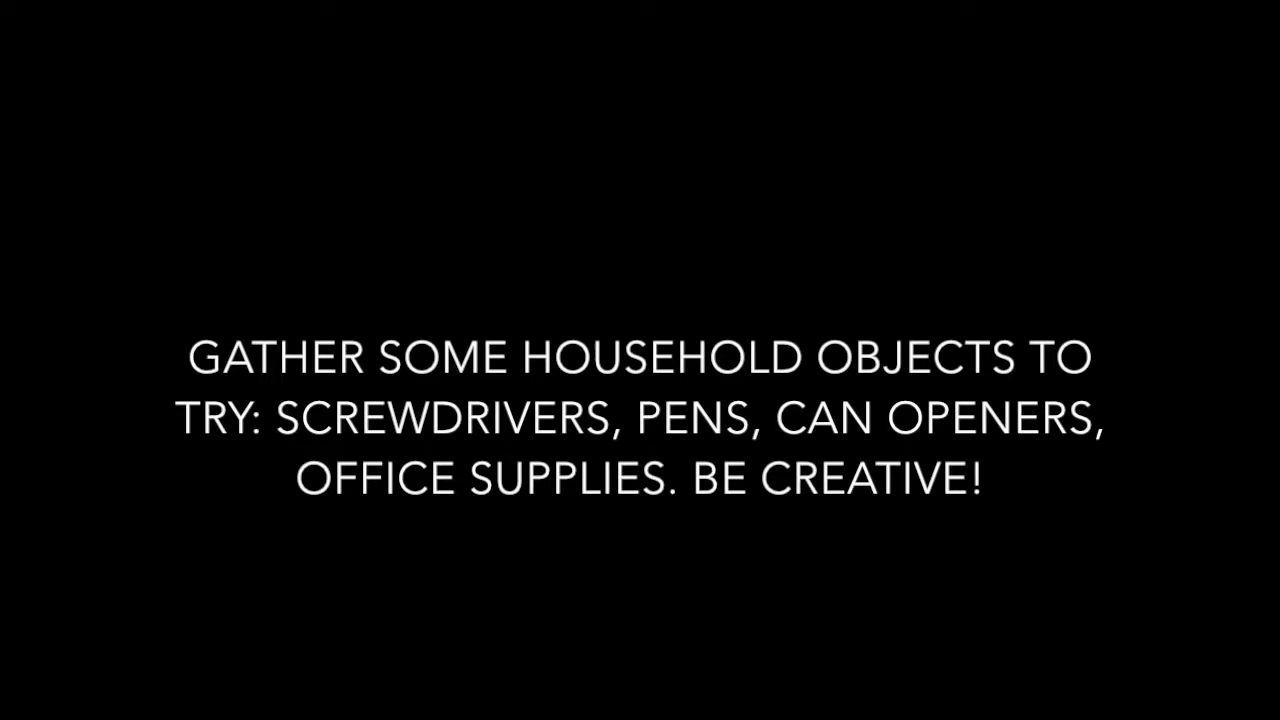 GATHER SOME HOUSEHOLD OBJECTS TO
TRY: SCREWDRIVERS, PENS, CAN OPENERS,
OFFICE SUPPLIES. BE CREATIVE!